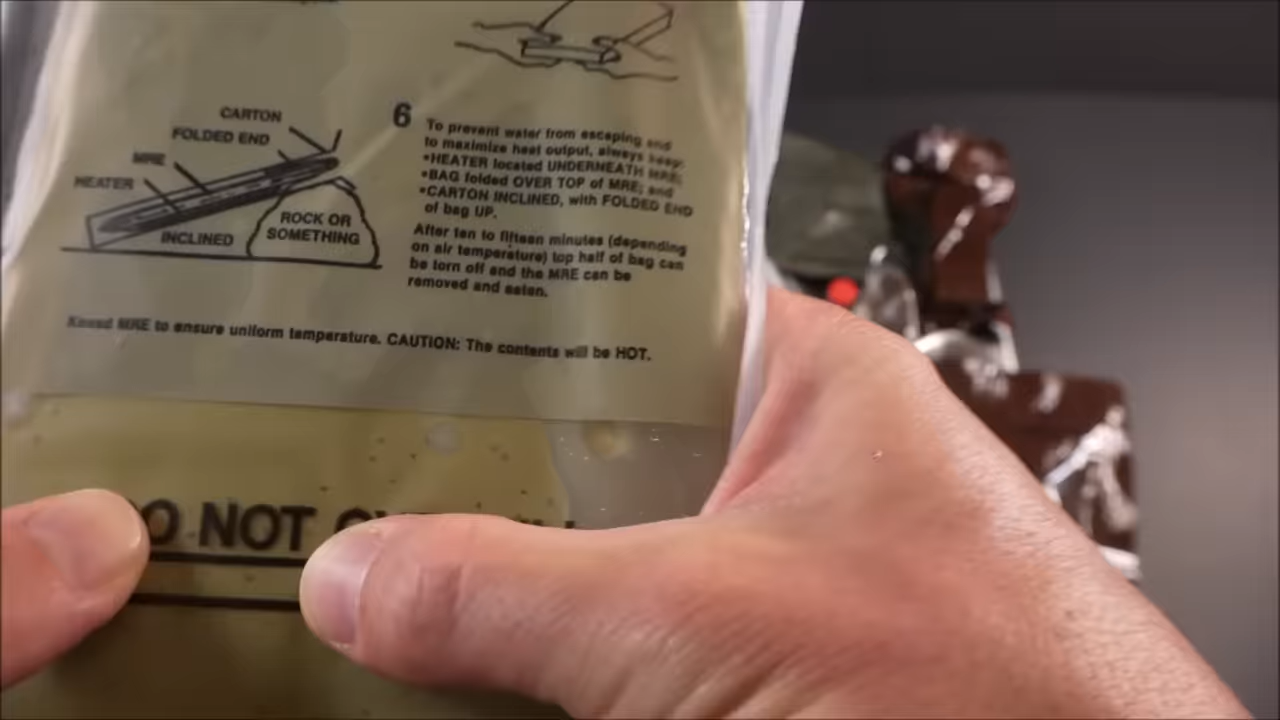 CARTON
FOLDED END
MRE
HEATER
INCLINED
ROCK OR
SOMETHING
6
To prevent water from escaping and
to maximize heat output, always keep:
•HEATER located UNDERNEATH MRE;
•BAG folded OVER TOP of MRE; and
•CARTON INCLINED, with FOLDED END
of bag UP.
After ten to fifteen minutes (depending
on air temperature) top half of bag can
be torn off and the MRE can be
removed and eaten.
Knead MRE to ensure uniform temperature. CAUTION: The contents will be HOT.
DO NOT